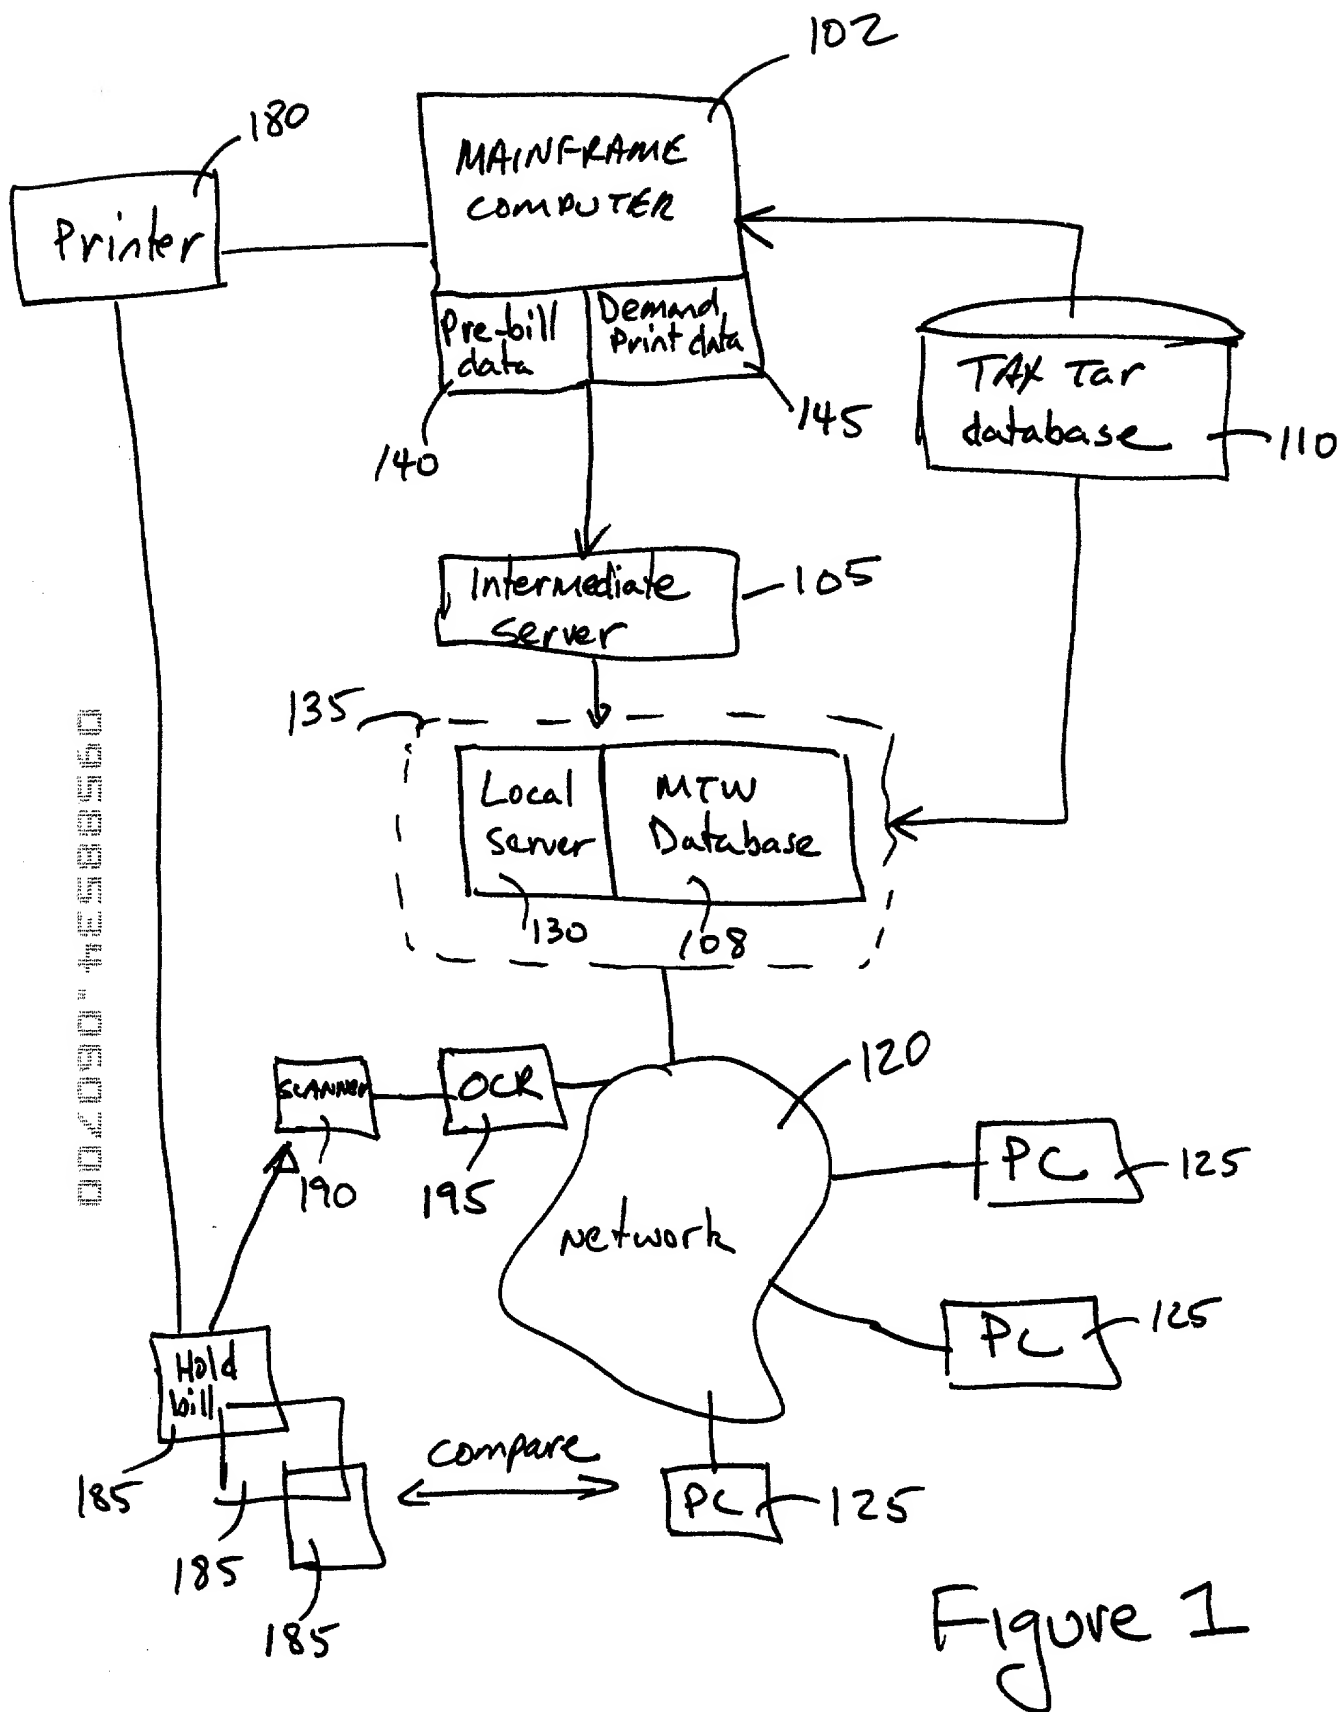 102
180
MAINFRAME
COMPUTER
Printer
Pre-bill
data
Demand
Print data
TAX Tar
database
145
110
140
Intermediate
Server
105
135
Local
Server
MTW
Database
130
108
09588534.060700
120
SCANNER
OCR
PC
125
190
195
Network
PC
125
Hold
bill
compare
185
PC
125
185
185
Figure 1